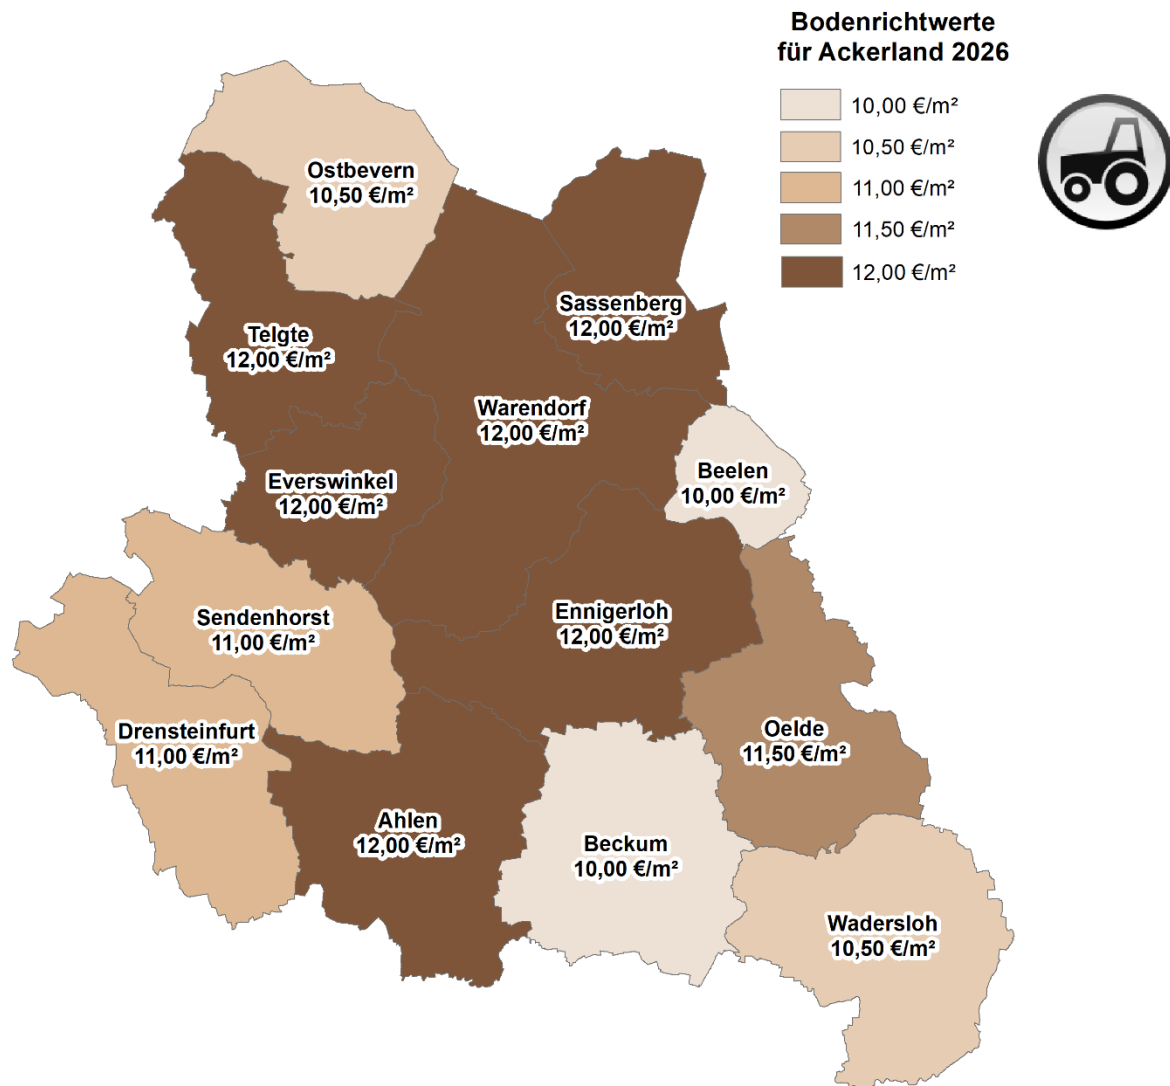 Bodenrichtwerte
für Ackerland 2026
10,00 €/m²
10,50 €/m²
11,00 €/m²
11,50 €/m²
12,00 €/m²
Ostbevern
10,50 €/m²
Sassenberg
12,00 €/m²
Telgte
12,00 €/m²
Warendorf
12,00 €/m²
Beelen
10,00 €/m²
Everswinkel
12,00 €/m²
Sendenhorst
11,00 €/m²
Ennigerloh
12,00 €/m²
Drensteinfurt
11,00 €/m²
Oelde
11,50 €/m²
Ahlen
12,00 €/m²
Beckum
10,00 €/m²
Wadersloh
10,50 €/m²